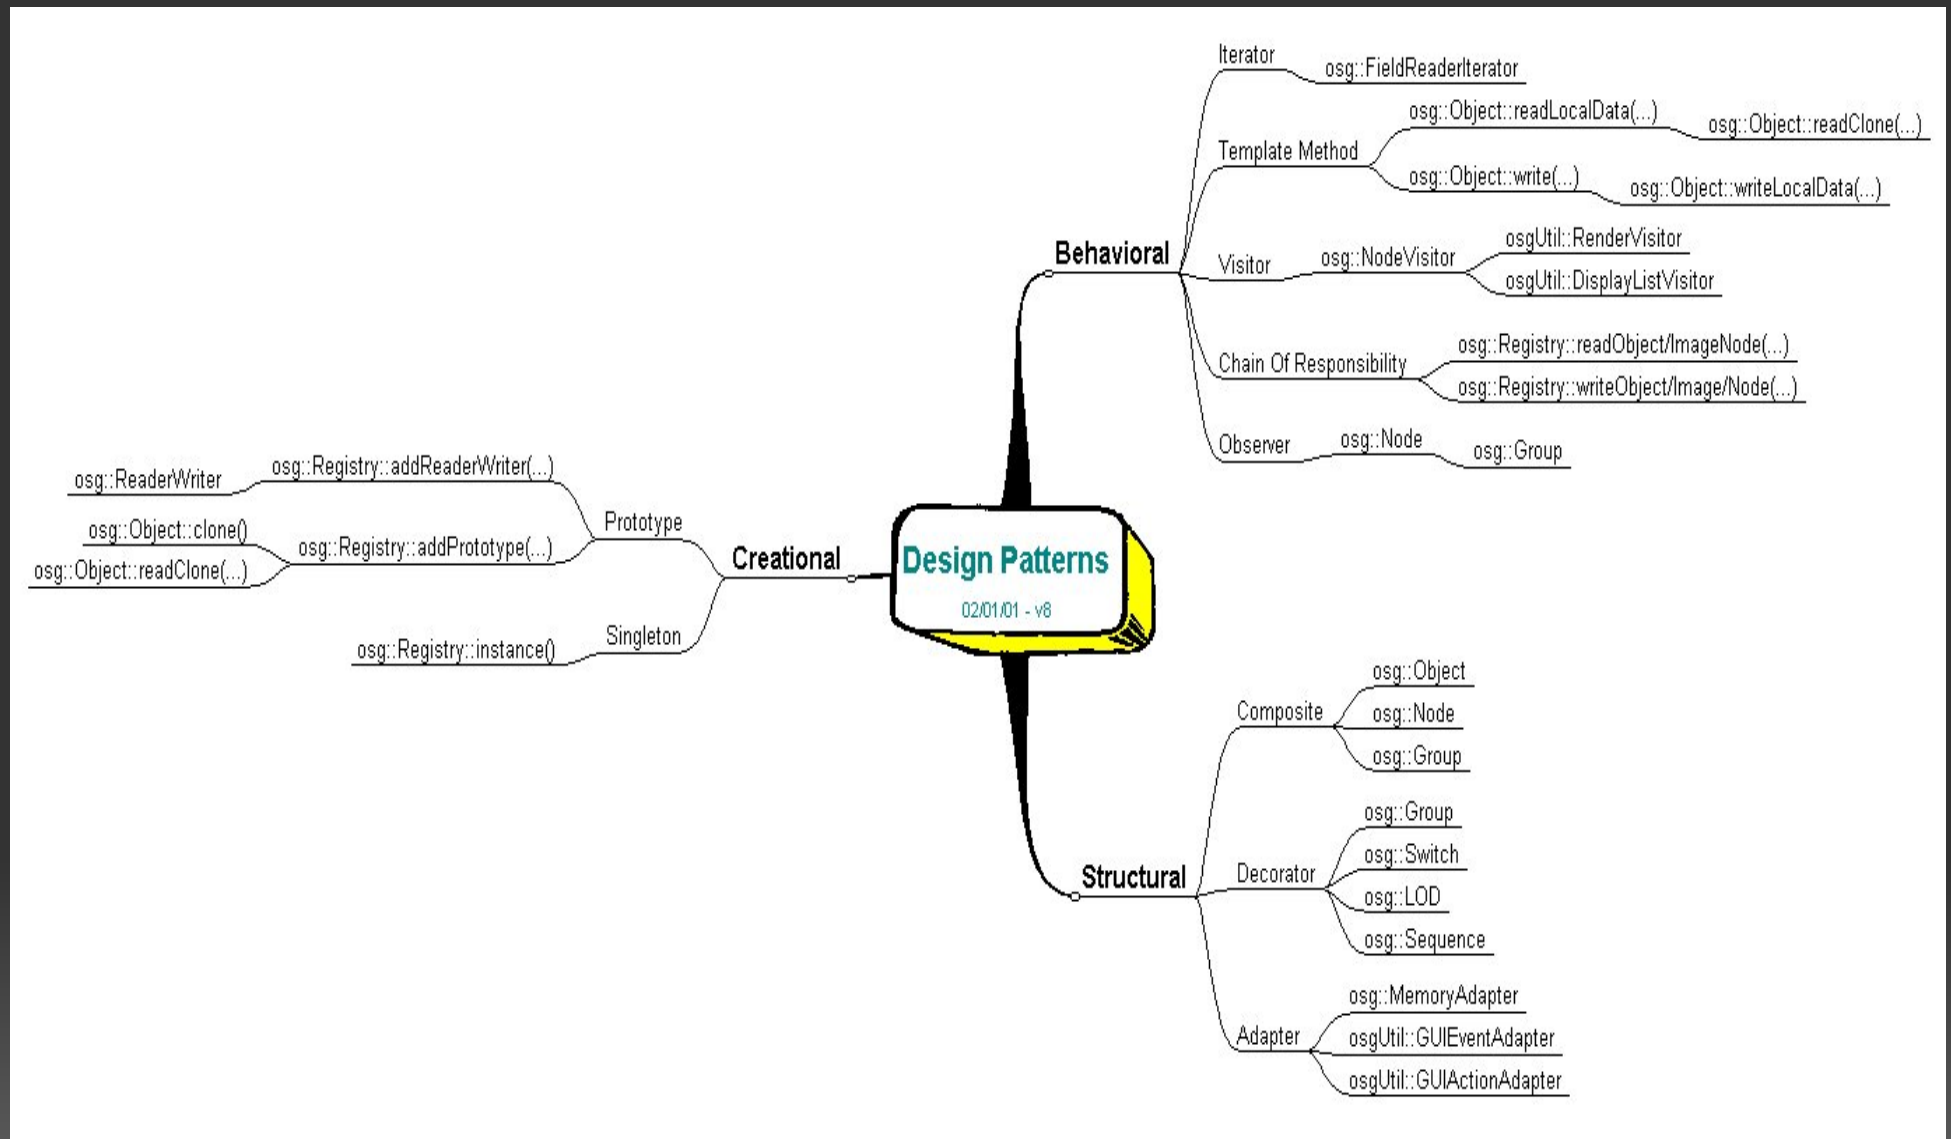 Design Patterns
02/01/01 - v8
Behavioral
Iterator
osg::FieldReaderIterator
Template Method
osg::Object::readLocalData(...)
osg::Object::readClone(...)
osg::Object::write(...)
osg::Object::writeLocalData(...)
Visitor
osg::NodeVisitor
osgUtil::RenderVisitor
osgUtil::DisplayListVisitor
Chain Of Responsibility
osg::Registry::readObject/ImageNode(...)
osg::Registry::writeObject/Image/Node(...)
Observer
osg::Node
osg::Group
Creational
Prototype
osg::Registry::addReaderWriter(...)
osg::ReaderWriter
osg::Registry::addPrototype(...)
osg::Object::clone()
osg::Object::readClone(...)
Singleton
osg::Registry::instance()
Structural
Composite
osg::Object
osg::Node
osg::Group
Decorator
osg::Group
osg::Switch
osg::LOD
osg::Sequence
Adapter
osg::MemoryAdapter
osgUtil::GUIEventAdapter
osgUtil::GUIActionAdapter